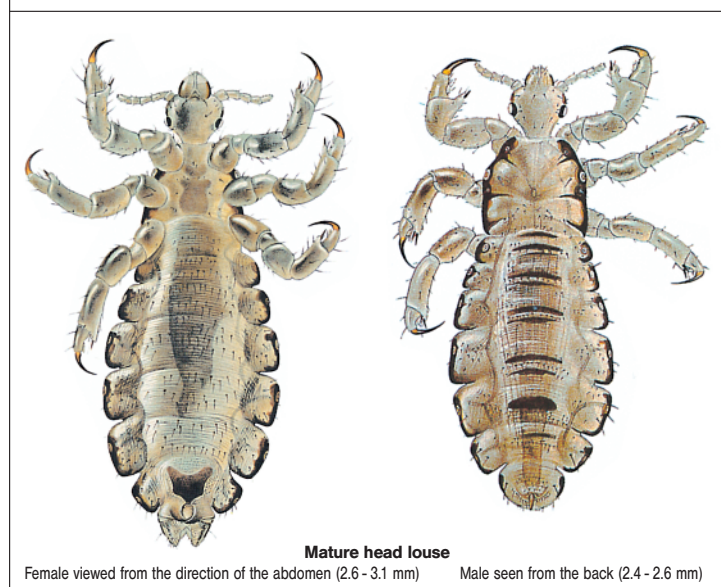 Mature head louse
Female viewed from the direction of the abdomen (2.6 - 3.1 mm) Male seen from the back (2.4 - 2.6 mm)